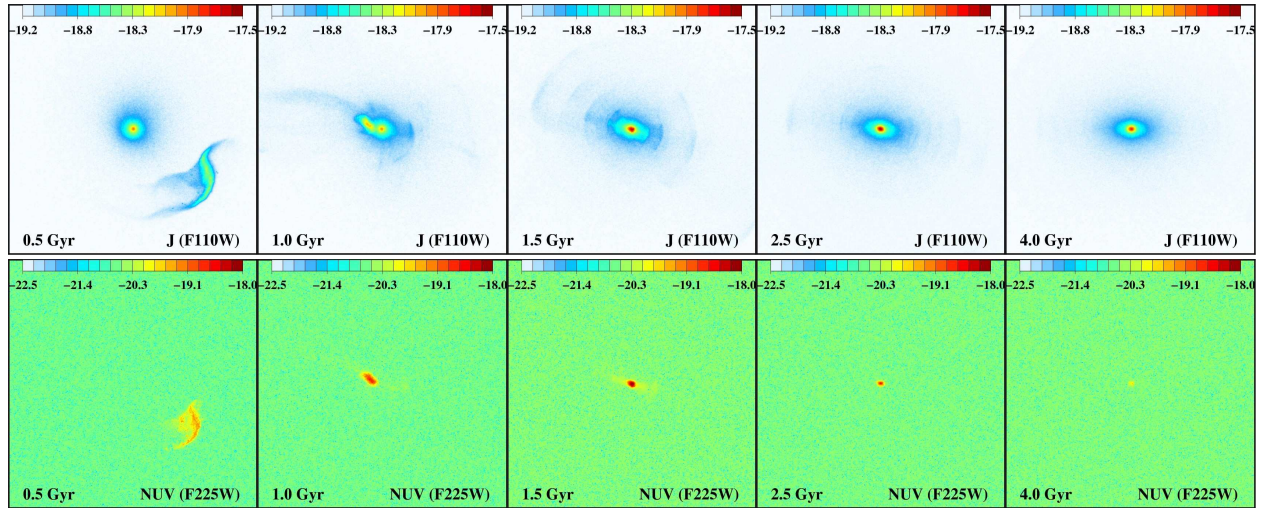 −19.2 −18.8 −18.3 −17.9 −17.5
−19.2 −18.8 −18.3 −17.9 −17.5
−19.2 −18.8 −18.3 −17.9 −17.5
−19.2 −18.8 −18.3 −17.9 −17.5
−19.2 −18.8 −18.3 −17.9 −17.5
0.5 Gyr J (F110W)
1.0 Gyr J (F110W)
1.5 Gyr J (F110W)
2.5 Gyr J (F110W)
4.0 Gyr J (F110W)
−22.5 −21.4 −20.3 −19.1 −18.0
−22.5 −21.4 −20.3 −19.1 −18.0
−22.5 −21.4 −20.3 −19.1 −18.0
−22.5 −21.4 −20.3 −19.1 −18.0
−22.5 −21.4 −20.3 −19.1 −18.0
0.5 Gyr NUV (F225W)
1.0 Gyr NUV (F225W)
1.5 Gyr NUV (F225W)
2.5 Gyr NUV (F225W)
4.0 Gyr NUV (F225W)